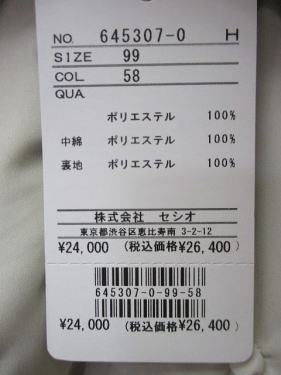 NO. 645307-0 H
SIZE 99
COL 58
QUA
ポリエステル 100%
中綿 ポリエステル 100%
裏地 ポリエステル 100%
株式会社 セシオ
東京都渋谷区恵比寿南 3-2-12
¥24,000 (税込価格¥26,400)
645307-0-99-58
¥24,000 (税込価格¥26,400)